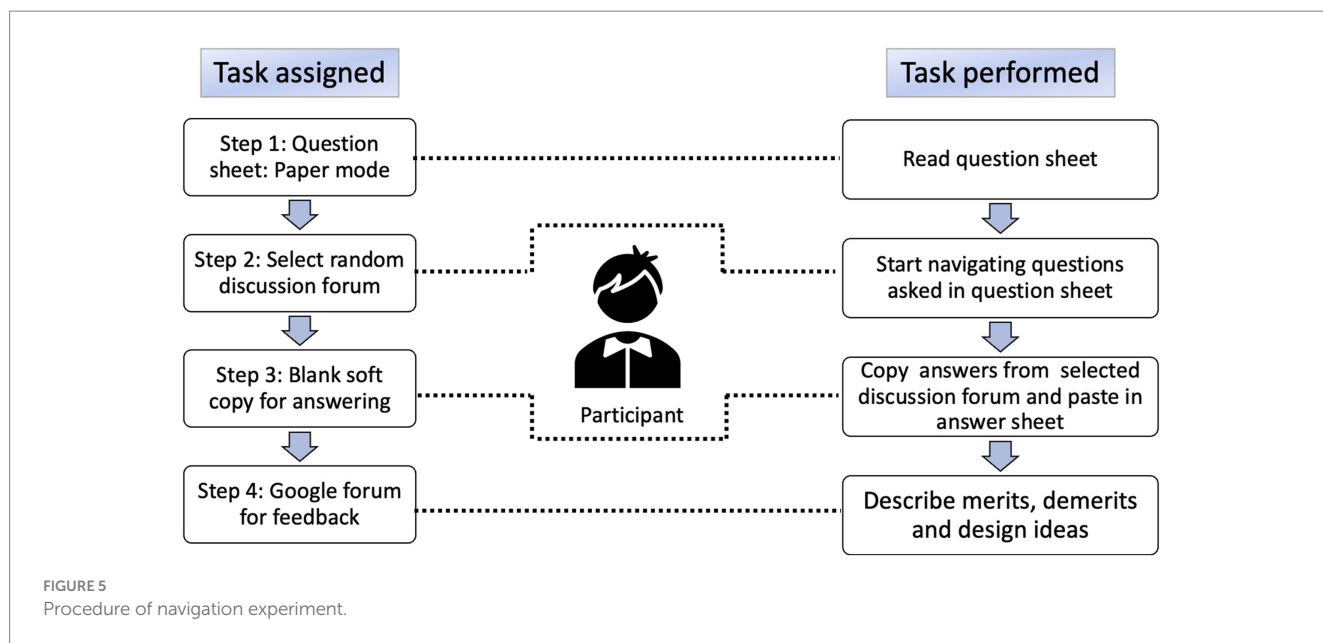 Task assigned
Task performed
Step 1: Question
sheet: Paper mode
Read question sheet
Step 2: Select random
discussion forum
Start navigating questions
asked in question sheet
Step 3: Blank soft
copy for answering
Participant
Copy answers from selected
discussion forum and paste in
answer sheet
Step 4: Google forum
for feedback
Describe merits, demerits
and design ideas
FIGURE 5
Procedure of navigation experiment.